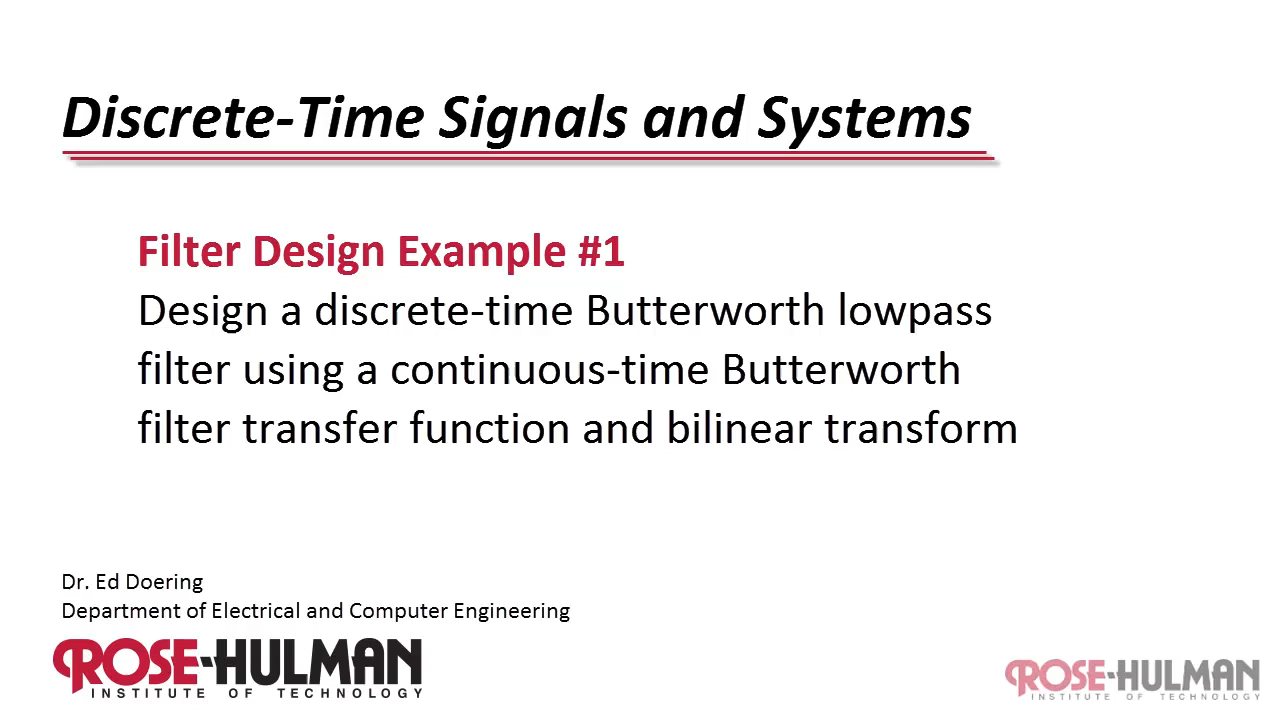 Discrete-Time Signals and Systems
Filter Design Example #1
Design a discrete-time Butterworth lowpass
filter using a continuous-time Butterworth
filter transfer function and bilinear transform
Dr. Ed Doering
Department of Electrical and Computer Engineering
ROSE-HULMAN
INSTITUTE OF TECHNOLOGY
ROSE-HULMAN
INSTITUTE OF TECHNOLOGY